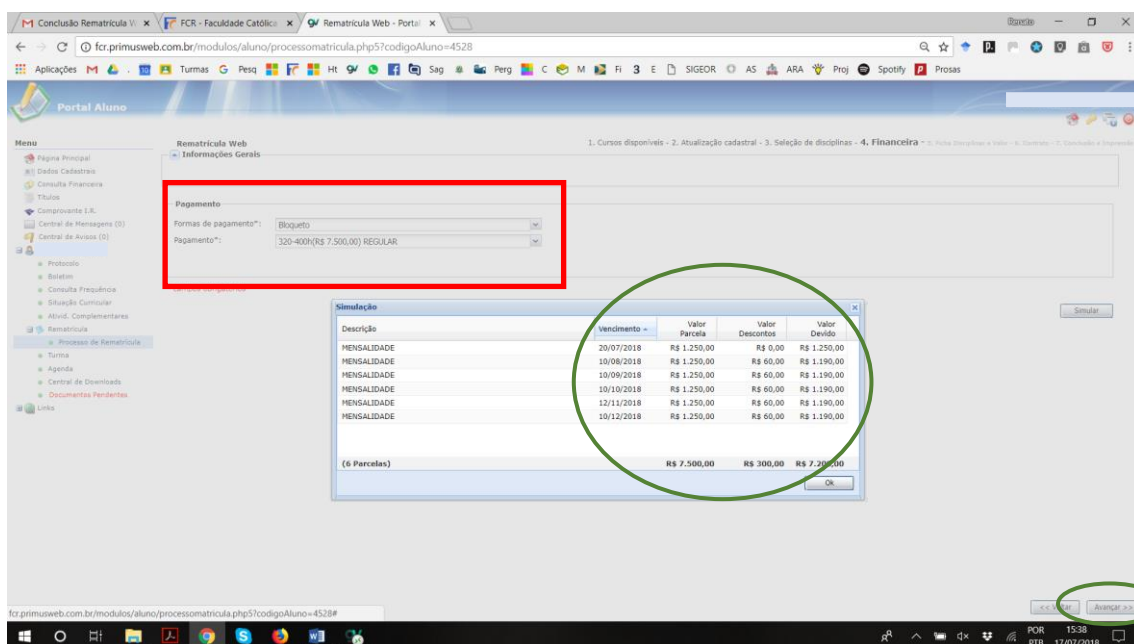 Conclusão Rematrícula W
FCR - Faculdade Católic
Rematrícula Web - Portal
fcr.primusweb.com.br/modulos/aluno/processomatricula.php5?codigoAluno=4528
Aplicações Turmas G Pesq Ht Sag Perg C M Fi 3 E SIGEOR AS ARA Proj Spotify Prosas
Portal Aluno
Menu
Página Principal
Dados Cadastrais
Consulta Financeira
Títulos
Comprovante I.R.
Central de Mensagens (0)
Central de Avisos (0)
Protocolo
Boletim
Consulta Frequência
Situação Curricular
Ativid. Complementares
Rematrícula
Processo de Rematrícula
Turma
Agenda
Central de Downloads
Documentos Pendentes
Links
Rematrícula Web
1. Cursos disponíveis - 2. Atualização cadastral - 3. Seleção de disciplinas - 4. Financeira -
Informações Gerais
Pagamento
Formas de pagamento*: Bloqueto
Pagamento*: 320-400h(R$ 7.500,00) REGULAR
Simular
Simulação
Descrição Vencimento Valor Parcela Valor Descontos Valor Devido
MENSALIDADE 20/07/2018 R$ 1.250,00 R$ 0,00 R$ 1.250,00
MENSALIDADE 10/08/2018 R$ 1.250,00 R$ 60,00 R$ 1.190,00
MENSALIDADE 10/09/2018 R$ 1.250,00 R$ 60,00 R$ 1.190,00
MENSALIDADE 10/10/2018 R$ 1.250,00 R$ 60,00 R$ 1.190,00
MENSALIDADE 12/11/2018 R$ 1.250,00 R$ 60,00 R$ 1.190,00
MENSALIDADE 10/12/2018 R$ 1.250,00 R$ 60,00 R$ 1.190,00
(6 Parcelas) R$ 7.500,00 R$ 300,00 R$ 7.200,00
Ok
<< Voltar Avançar >>
fcr.primusweb.com.br/modulos/aluno/processomatricula.php5?codigoAluno=4528#
POR 15:38
PTB 17/07/2018